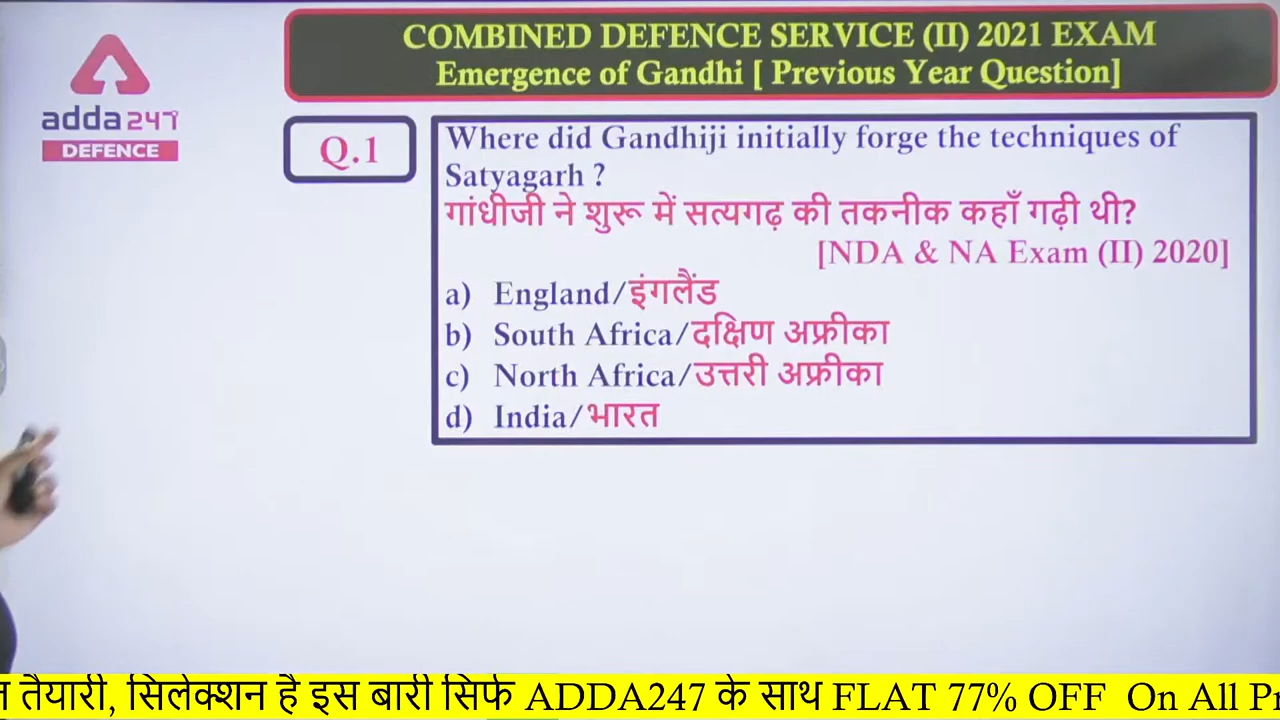 COMBINED DEFENCE SERVICE (II) 2021 EXAM
Emergence of Gandhi [ Previous Year Question]
adda247
DEFENCE
Q.1
Where did Gandhiji initially forge the techniques of
Satyagarh ?
गांधीजी ने शुरू में सत्यगढ़ की तकनीक कहाँ गढ़ी थी?
[NDA & NA Exam (II) 2020]
a) England/इंगलैंड
b) South Africa/दक्षिण अफ्रीका
c) North Africa/उत्तरी अफ्रीका
d) India/भारत
तैयारी, सिलेक्शन है इस बारी सिर्फ ADDA247 के साथ FLAT 77% OFF On All